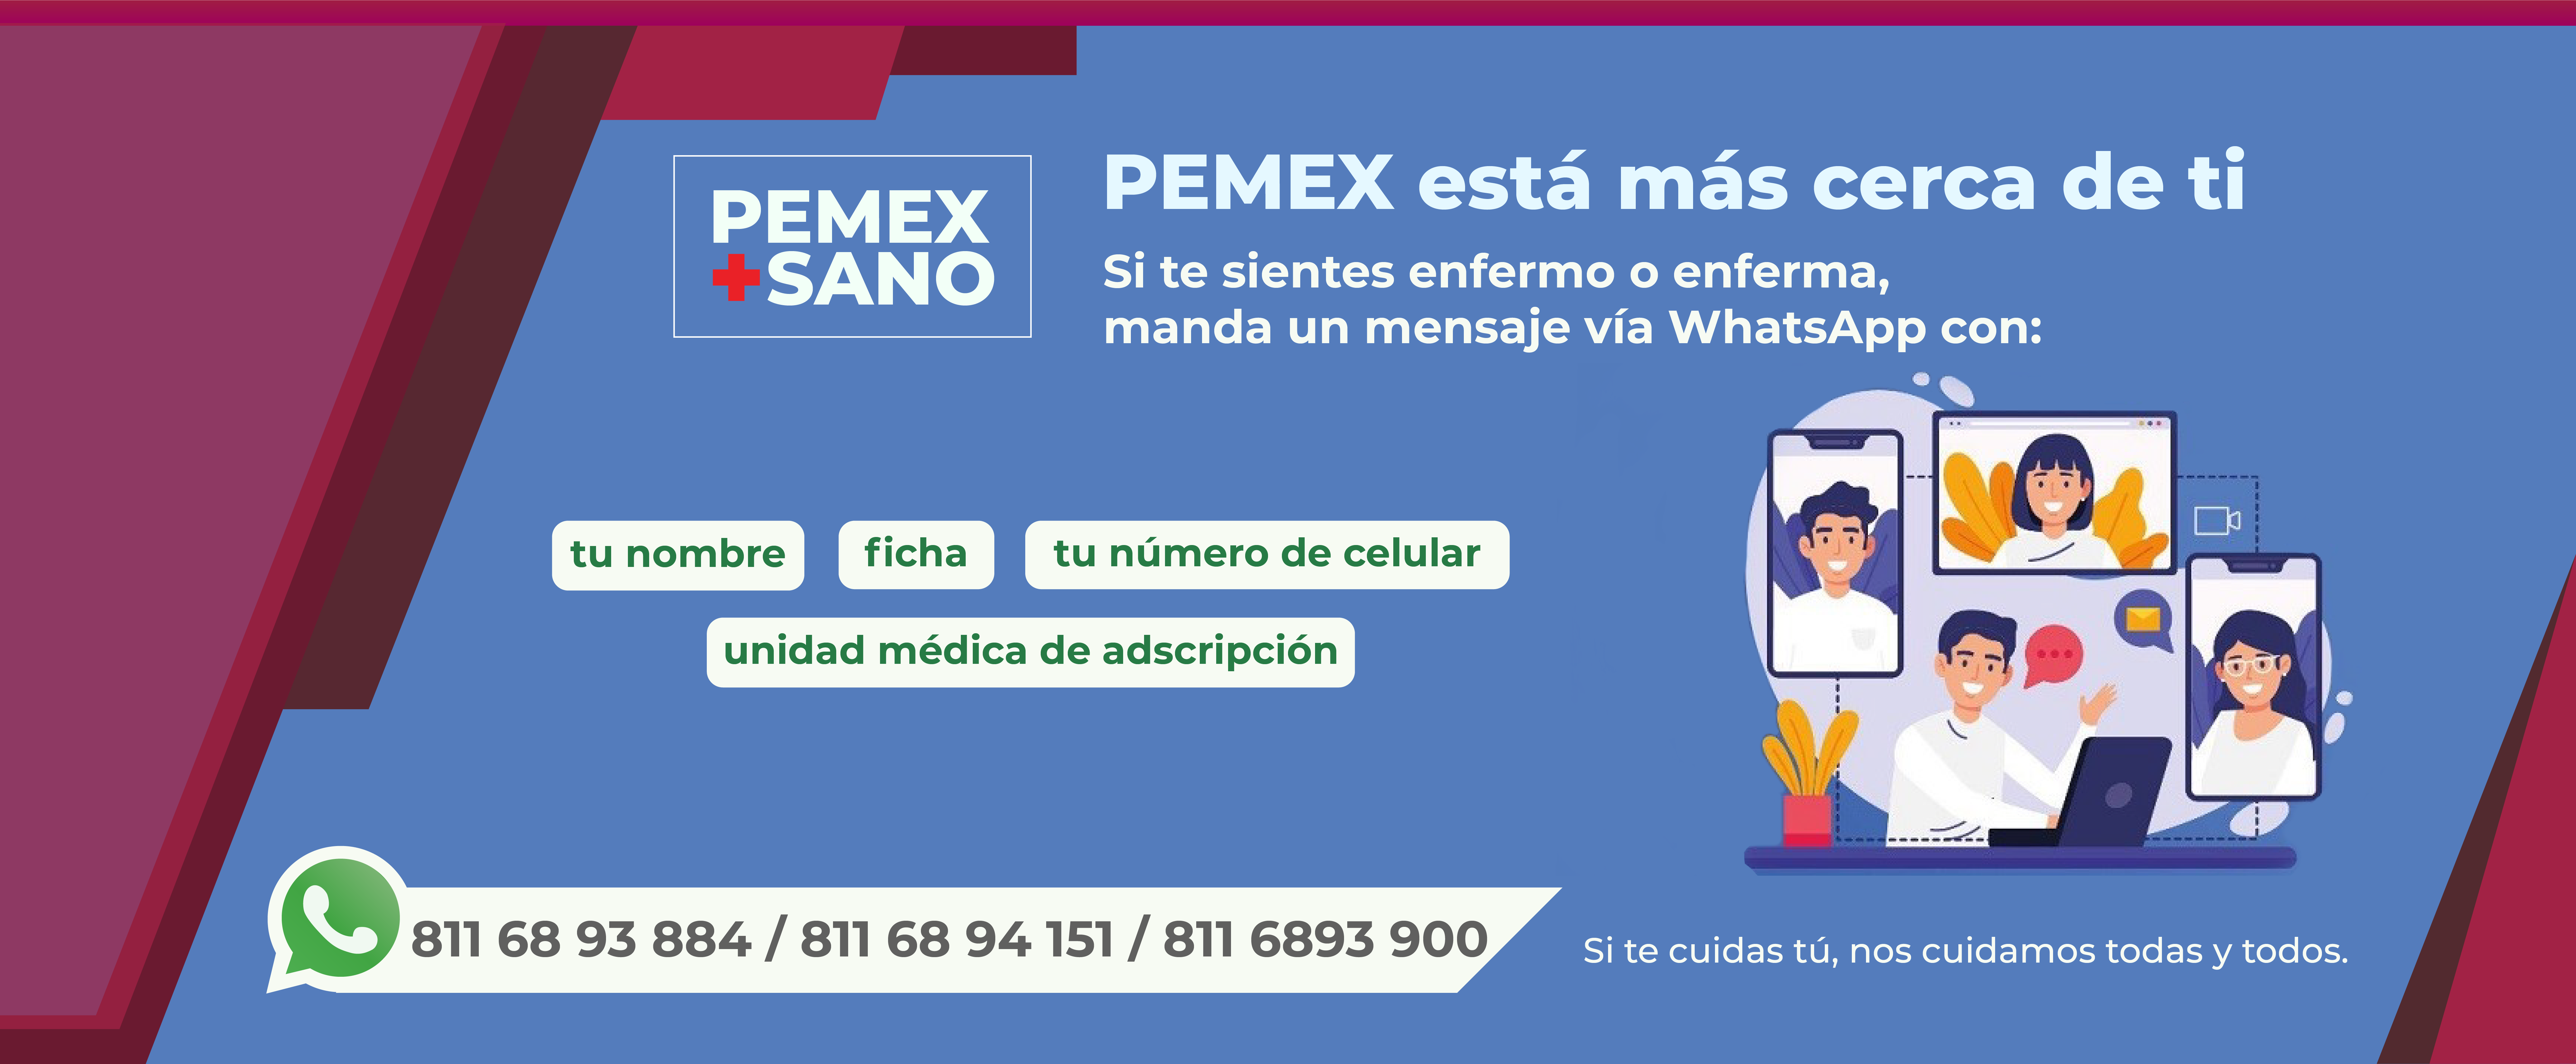 PEMEX
+SANO
PEMEX está más cerca de ti
Si te sientes enfermo o enferma,
manda un mensaje vía WhatsApp con:
tu nombre
ficha
tu número de celular
unidad médica de adscripción
811 68 93 884 / 811 68 94 151 / 811 6893 900
Si te cuidas tú, nos cuidamos todas y todos.